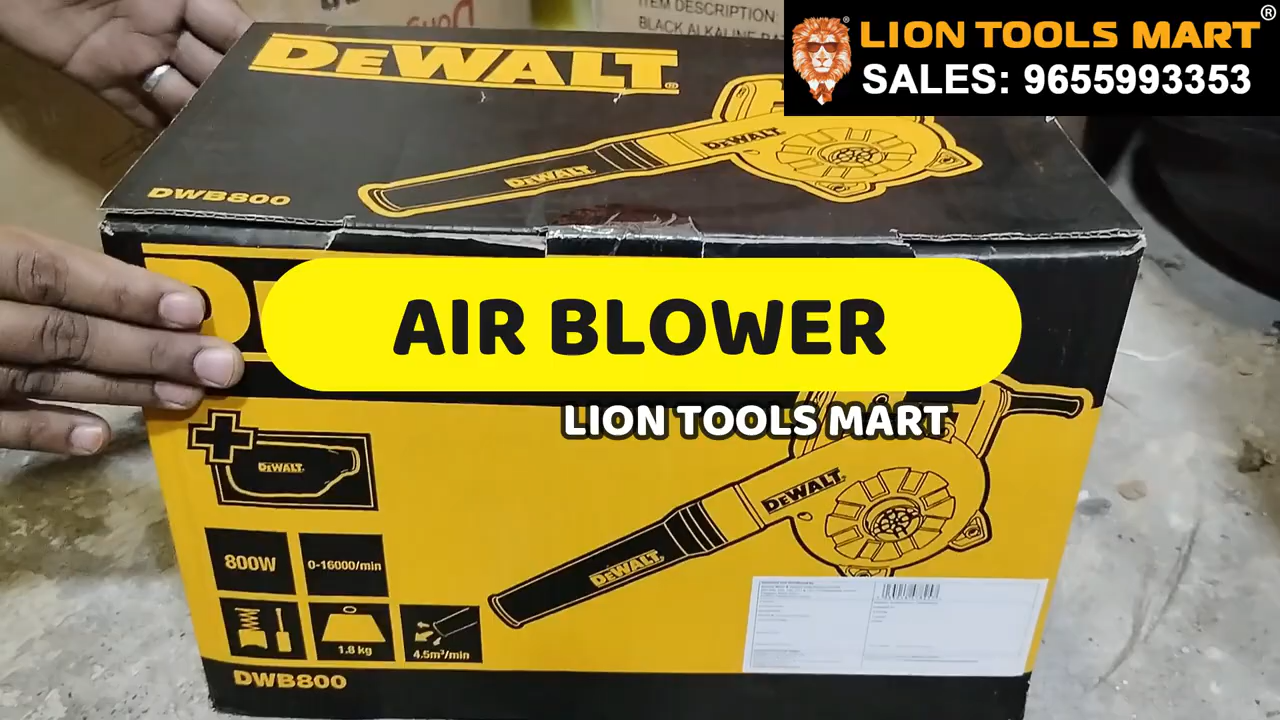 ITEM DESCRIPTION:
BLACK ALKALINE BA
LION TOOLS MART®
SALES: 9655993353
DEWALT®
DEWALT
DEWALT
DWB800
D
AIR BLOWER
LION TOOLS MART
DEWALT
DEWALT
DEWALT
800W
0-16000/min
1.8 kg
4.5m³/min
DWB800